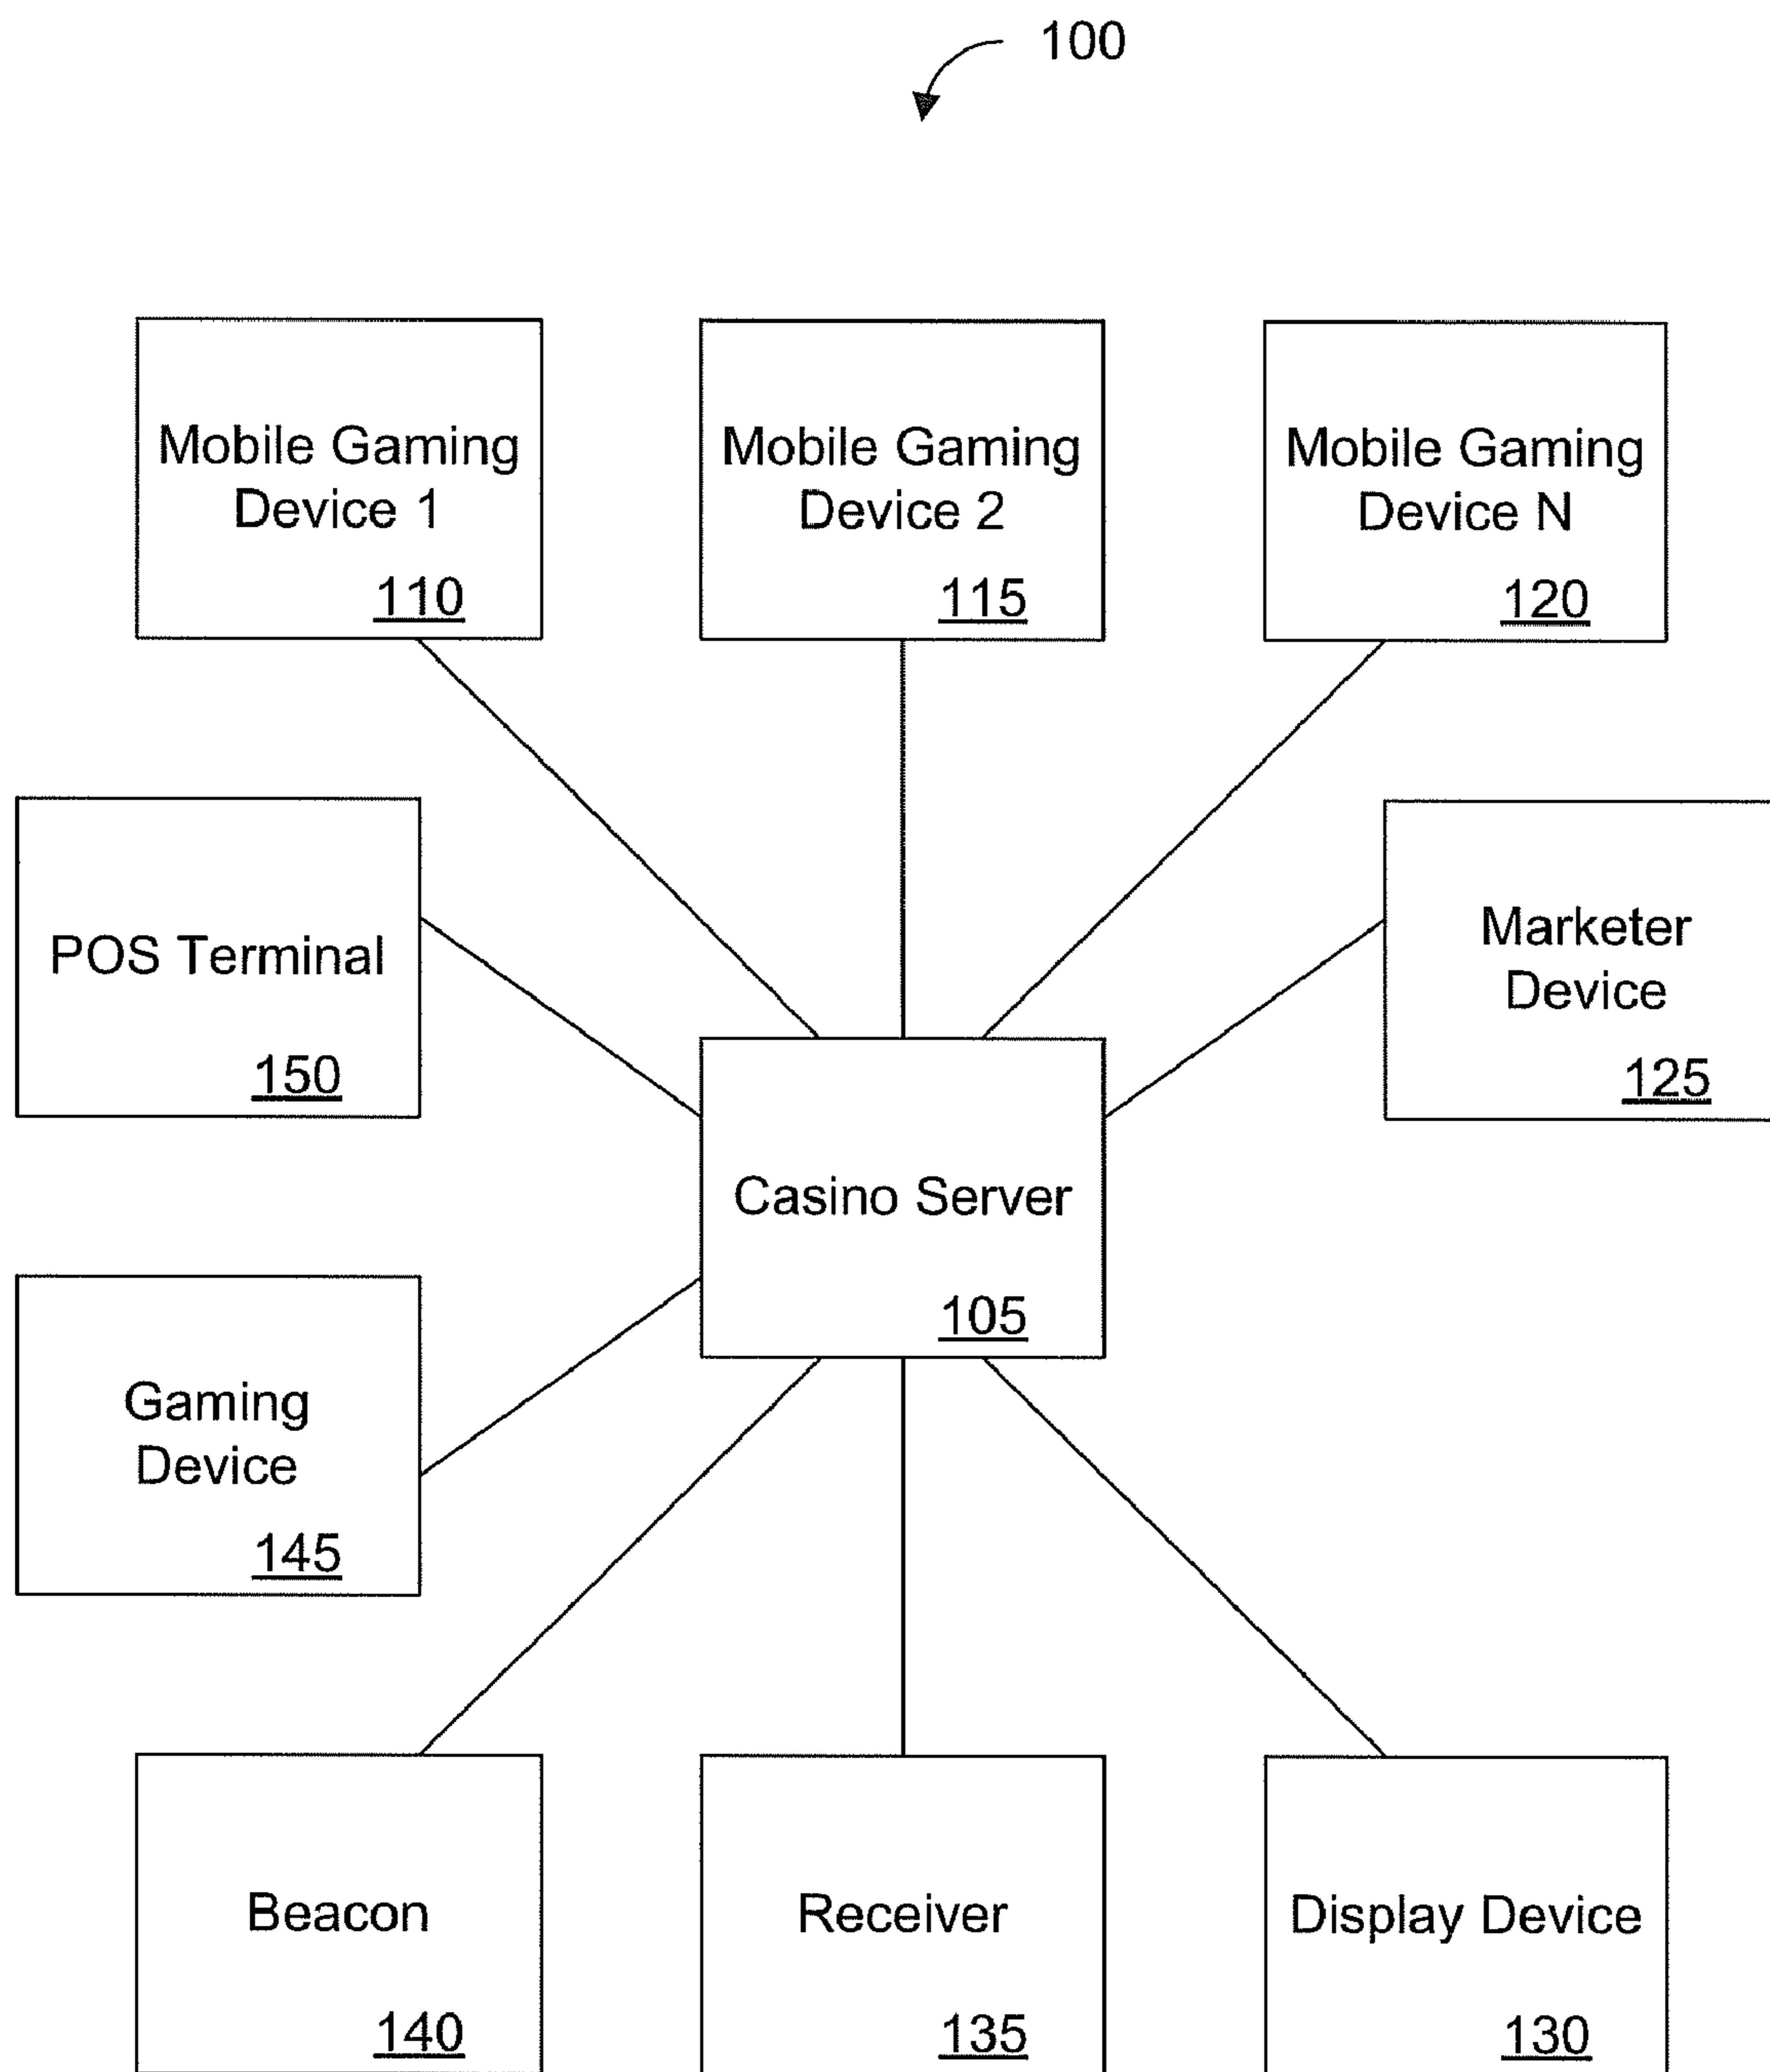 100
Mobile Gaming
Device 1
110
Mobile Gaming
Device 2
115
Mobile Gaming
Device N
120
POS Terminal
150
Marketer
Device
125
Casino Server
105
Gaming
Device
145
Beacon
140
Receiver
135
Display Device
130